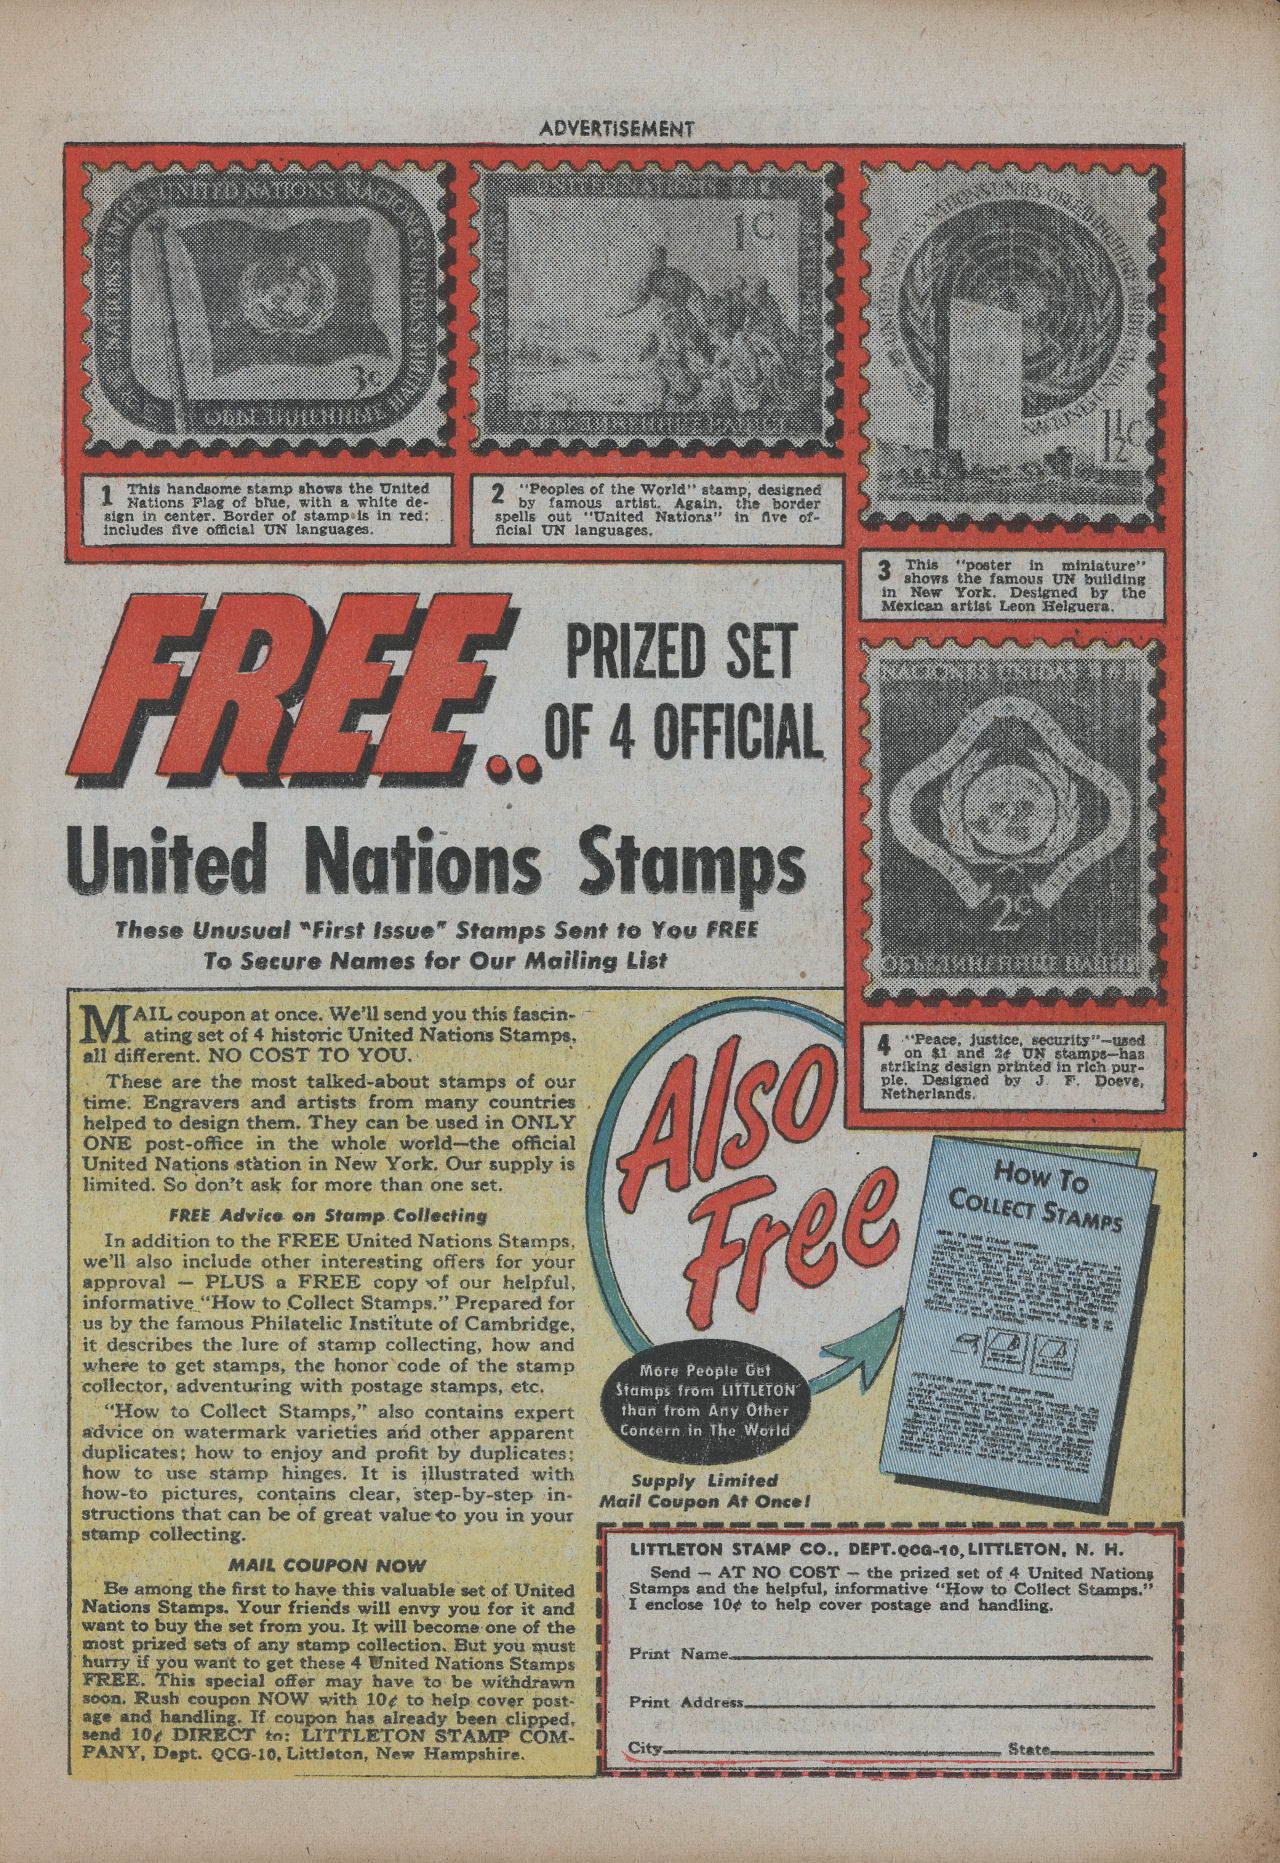 ADVERTISEMENT
UNITED NATIONS
3c
1c
1½c
NACIONES UNIDAS
2c
1 This handsome stamp shows the United
Nations Flag of blue, with a white de-
sign in center. Border of stamp is in red;
includes five official UN languages.
2 "Peoples of the World" stamp, designed
by famous artist. Again, the border
spells out "United Nations" in five of-
ficial UN languages.
3 This "poster in miniature"
shows the famous UN building
in New York. Designed by the
Mexican artist Leon Helguera.
4 "Peace, justice, security"—used
on $1 and 2¢ UN stamps—has
striking design printed in rich pur-
ple. Designed by J. F. Doeve,
Netherlands.
FREE..
PRIZED SET
OF 4 OFFICIAL
United Nations Stamps
These Unusual "First Issue" Stamps Sent to You FREE
To Secure Names for Our Mailing List
MAIL coupon at once. We'll send you this fascin-
ating set of 4 historic United Nations Stamps,
all different. NO COST TO YOU.
These are the most talked-about stamps of our
time. Engravers and artists from many countries
helped to design them. They can be used in ONLY
ONE post-office in the whole world—the official
United Nations station in New York. Our supply is
limited. So don't ask for more than one set.
FREE Advice on Stamp Collecting
In addition to the FREE United Nations Stamps,
we'll also include other interesting offers for your
approval — PLUS a FREE copy of our helpful,
informative "How to Collect Stamps." Prepared for
us by the famous Philatelic Institute of Cambridge,
it describes the lure of stamp collecting, how and
where to get stamps, the honor code of the stamp
collector, adventuring with postage stamps, etc.
"How to Collect Stamps," also contains expert
advice on watermark varieties and other apparent
duplicates; how to enjoy and profit by duplicates;
how to use stamp hinges. It is illustrated with
how-to pictures, contains clear, step-by-step in-
structions that can be of great value to you in your
stamp collecting.
MAIL COUPON NOW
Be among the first to have this valuable set of United
Nations Stamps. Your friends will envy you for it and
want to buy the set from you. It will become one of the
most prized sets of any stamp collection. But you must
hurry if you want to get these 4 United Nations Stamps
FREE. This special offer may have to be withdrawn
soon. Rush coupon NOW with 10¢ to help cover post-
age and handling. If coupon has already been clipped,
send 10¢ DIRECT to: LITTLETON STAMP COM-
PANY, Dept. QCG-10, Littleton, New Hampshire.
Also
Free
HOW TO
COLLECT STAMPS
More People Get
Stamps from LITTLETON
than from Any Other
Concern in The World
Supply Limited
Mail Coupon At Once!
LITTLETON STAMP CO., DEPT. QCG-10, LITTLETON, N. H.
Send — AT NO COST — the prized set of 4 United Nations
Stamps and the helpful, informative "How to Collect Stamps."
I enclose 10¢ to help cover postage and handling.
Print Name
Print Address
City State